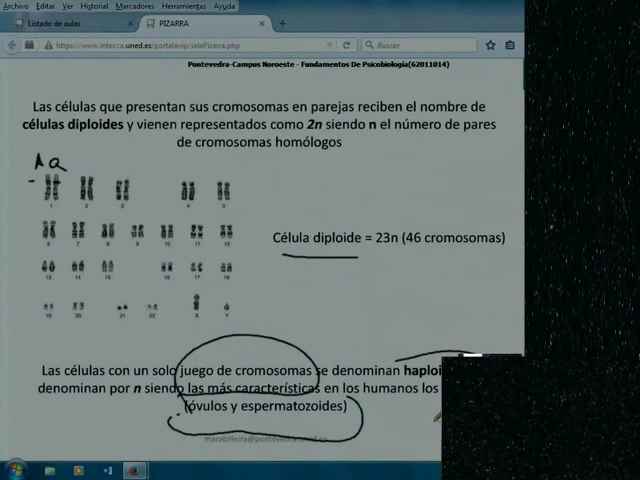 Archivo Editar Ver Historial Marcadores Herramientas Ayuda
Listado de aulas × PIZARRA ×
https://www.intecca.uned.es/portalavip/salaPizarra.php Buscar
Pontevedra-Campus Noroeste - Fundamentos De Psicobiología(62011014)
Las células que presentan sus cromosomas en parejas reciben el nombre de
células diploides y vienen representados como 2n siendo n el número de pares
de cromosomas homólogos
A a
1 2 3 4 5
Célula diploide = 23n (46 cromosomas)
6 7 8 9 10 11 12
13 14 15 16 17 18
19 20 21 22 X Y
Las células con un solo juego de cromosomas se denominan haploi
denominan por n siendo las más características en los humanos los
(óvulos y espermatozoides)